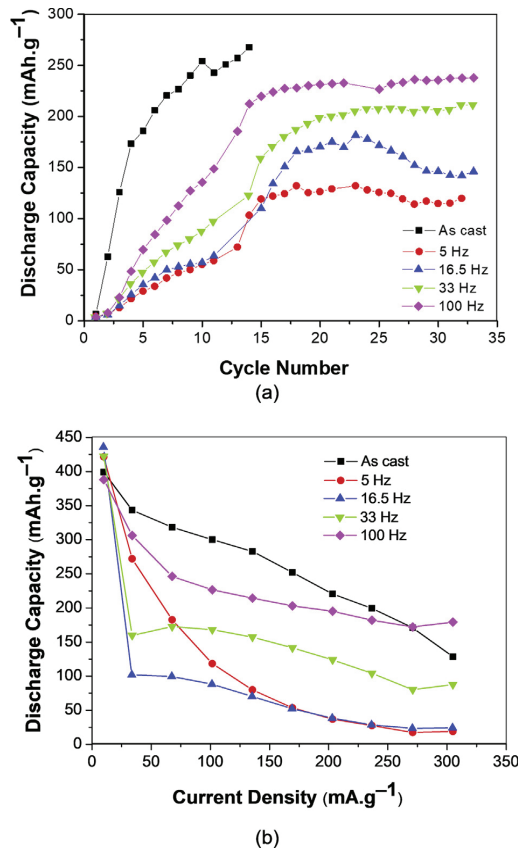 (a)
300
250
200
150
100
50
0
Discharge Capacity (mAh.g–1)
As cast
5 Hz
16.5 Hz
33 Hz
100 Hz
0 5 10 15 20 25 30 35
Cycle Number
(a)
450
400
350
300
250
200
150
100
50
0
Discharge Capacity (mAh.g–1)
As cast
5 Hz
16.5 Hz
33 Hz
100 Hz
0 50 100 150 200 250 300 350
Current Density (mA.g–1)
(b)